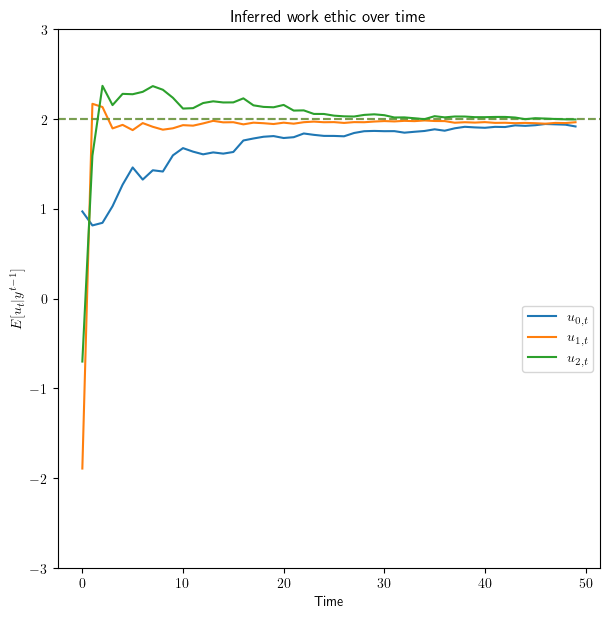 Inferred work ethic over time
3
2
1
0
−1
−2
−3
E[u_t|y^{t−1}]
u_{0,t}
u_{1,t}
u_{2,t}
0 10 20 30 40 50
Time